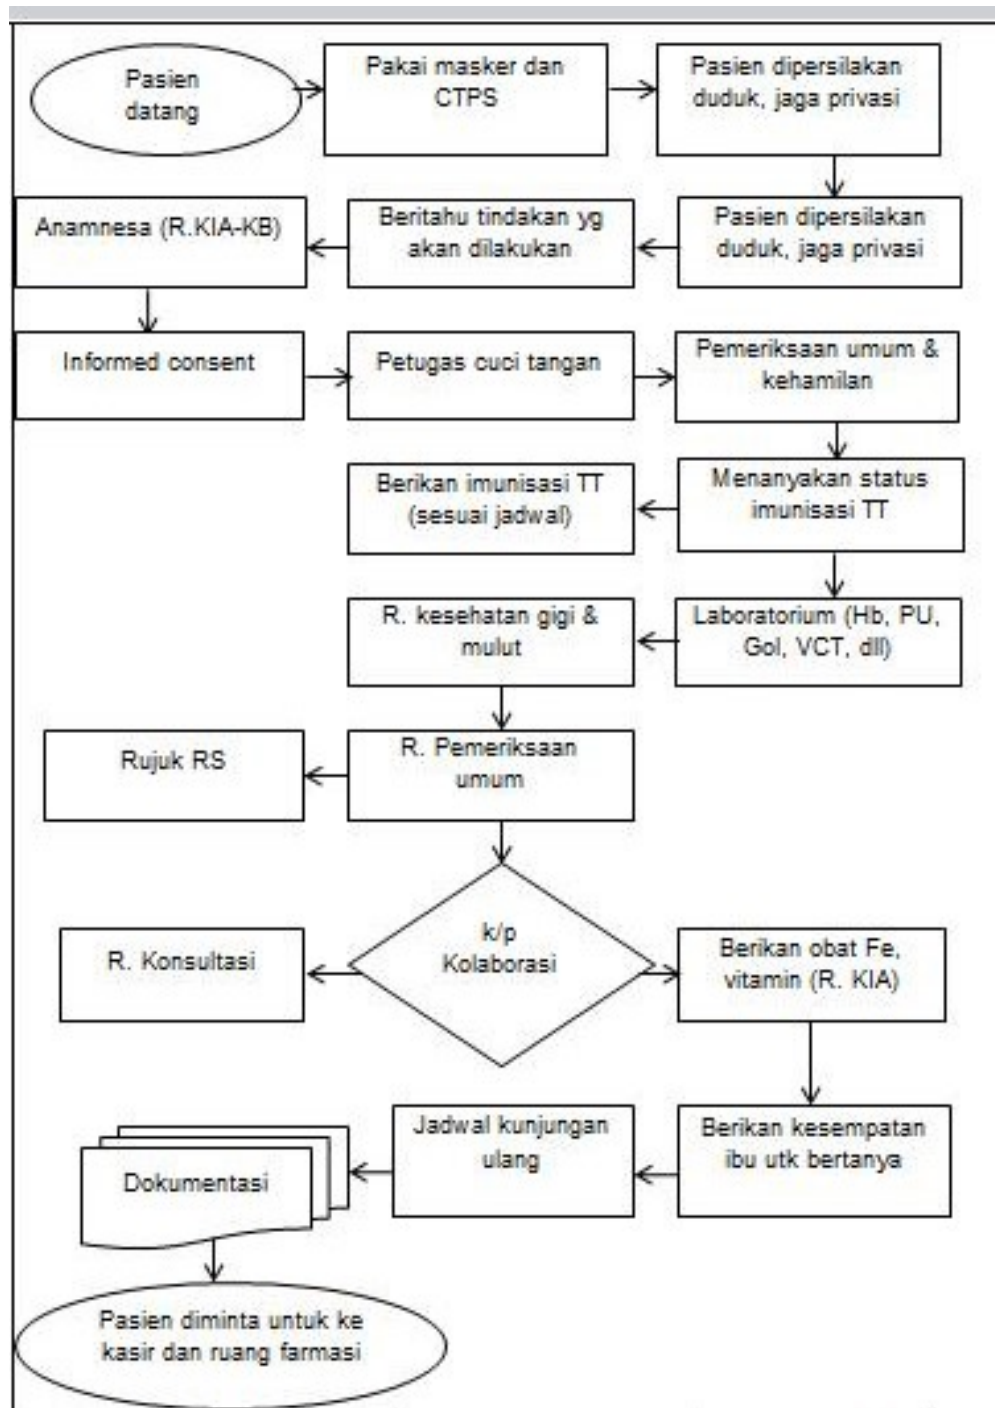 Pasien
datang
Pakai masker dan
CTPS
Pasien dipersilakan
duduk, jaga privasi
Pasien dipersilakan
duduk, jaga privasi
Beritahu tindakan yg
akan dilakukan
Anamnesa (R.KIA-KB)
Informed consent
Petugas cuci tangan
Pemeriksaan umum &
kehamilan
Menanyakan status
imunisasi TT
Berikan imunisasi TT
(sesuai jadwal)
Laboratorium (Hb, PU,
Gol, VCT, dll)
R. kesehatan gigi &
mulut
R. Pemeriksaan
umum
Rujuk RS
k/p
Kolaborasi
R. Konsultasi
Berikan obat Fe,
vitamin (R. KIA)
Berikan kesempatan
ibu utk bertanya
Jadwal kunjungan
ulang
Dokumentasi
Pasien diminta untuk ke
kasir dan ruang farmasi